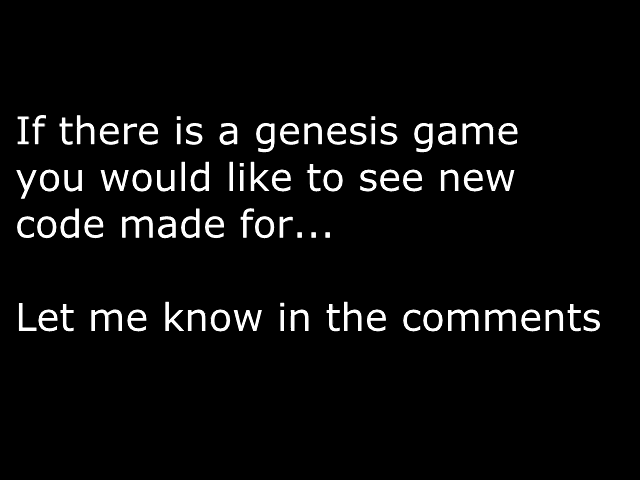 If there is a genesis game
you would like to see new
code made for...
Let me know in the comments